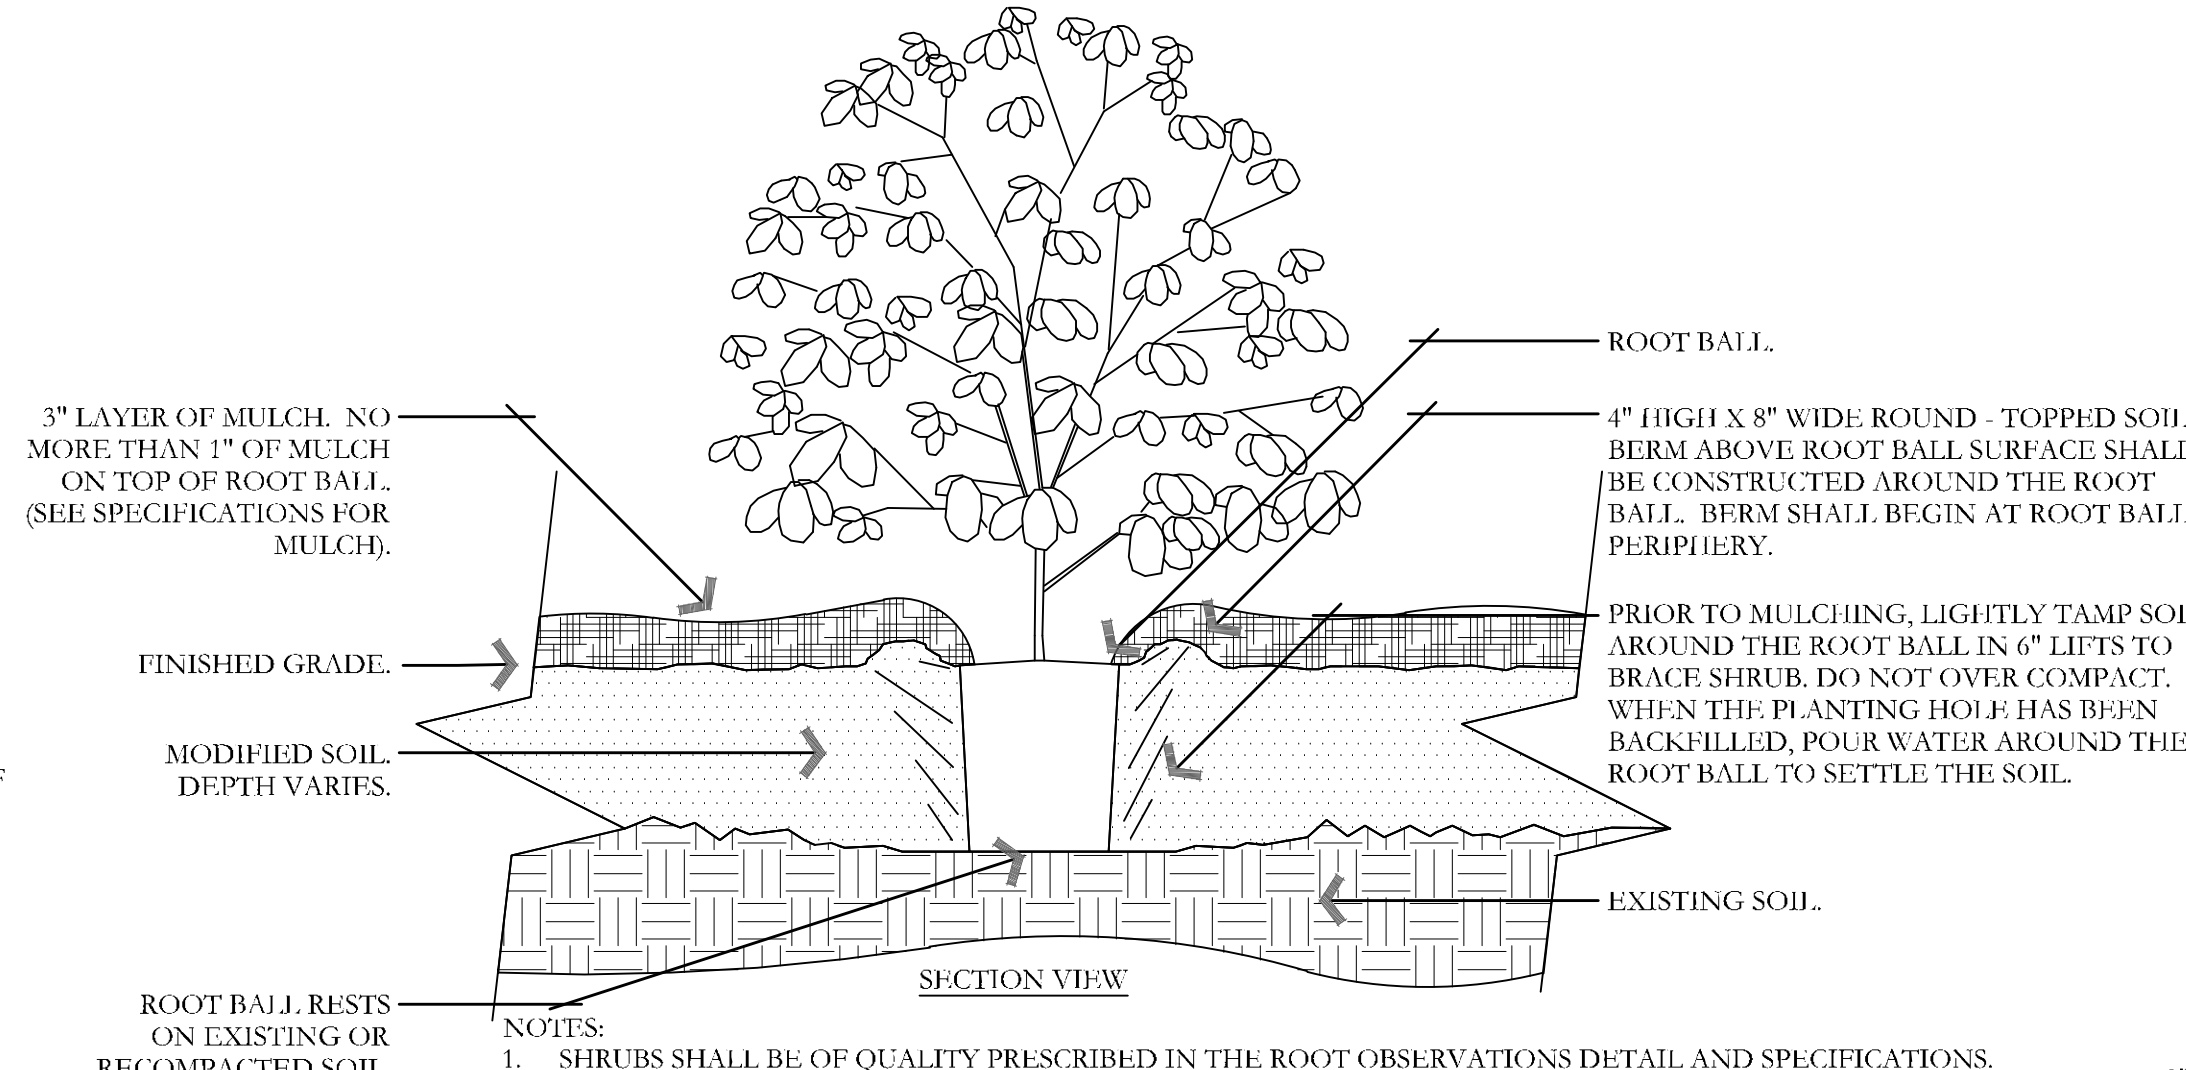 3" LAYER OF MULCH. NO
MORE THAN 1" OF MULCH
ON TOP OF ROOT BALL.
(SEE SPECIFICATIONS FOR
MULCH).
FINISHED GRADE.
MODIFIED SOIL.
DEPTH VARIES.
ROOT BALL RESTS
ON EXISTING OR
RECOMPACTED SOIL.
ROOT BALL.
4" HIGH X 8" WIDE ROUND - TOPPED SOIL
BERM ABOVE ROOT BALL SURFACE SHALL
BE CONSTRUCTED AROUND THE ROOT
BALL. BERM SHALL BEGIN AT ROOT BALL
PERIPHERY.
PRIOR TO MULCHING, LIGHTLY TAMP SOI
AROUND THE ROOT BALL IN 6" LIFTS TO
BRACE SHRUB. DO NOT OVER COMPACT.
WHEN THE PLANTING HOLE HAS BEEN
BACKFILLED, POUR WATER AROUND THE
ROOT BALL TO SETTLE THE SOIL.
EXISTING SOIL.
SECTION VIEW
NOTES:
1. SHRUBS SHALL BE OF QUALITY PRESCRIBED IN THE ROOT OBSERVATIONS DETAIL AND SPECIFICATIONS.